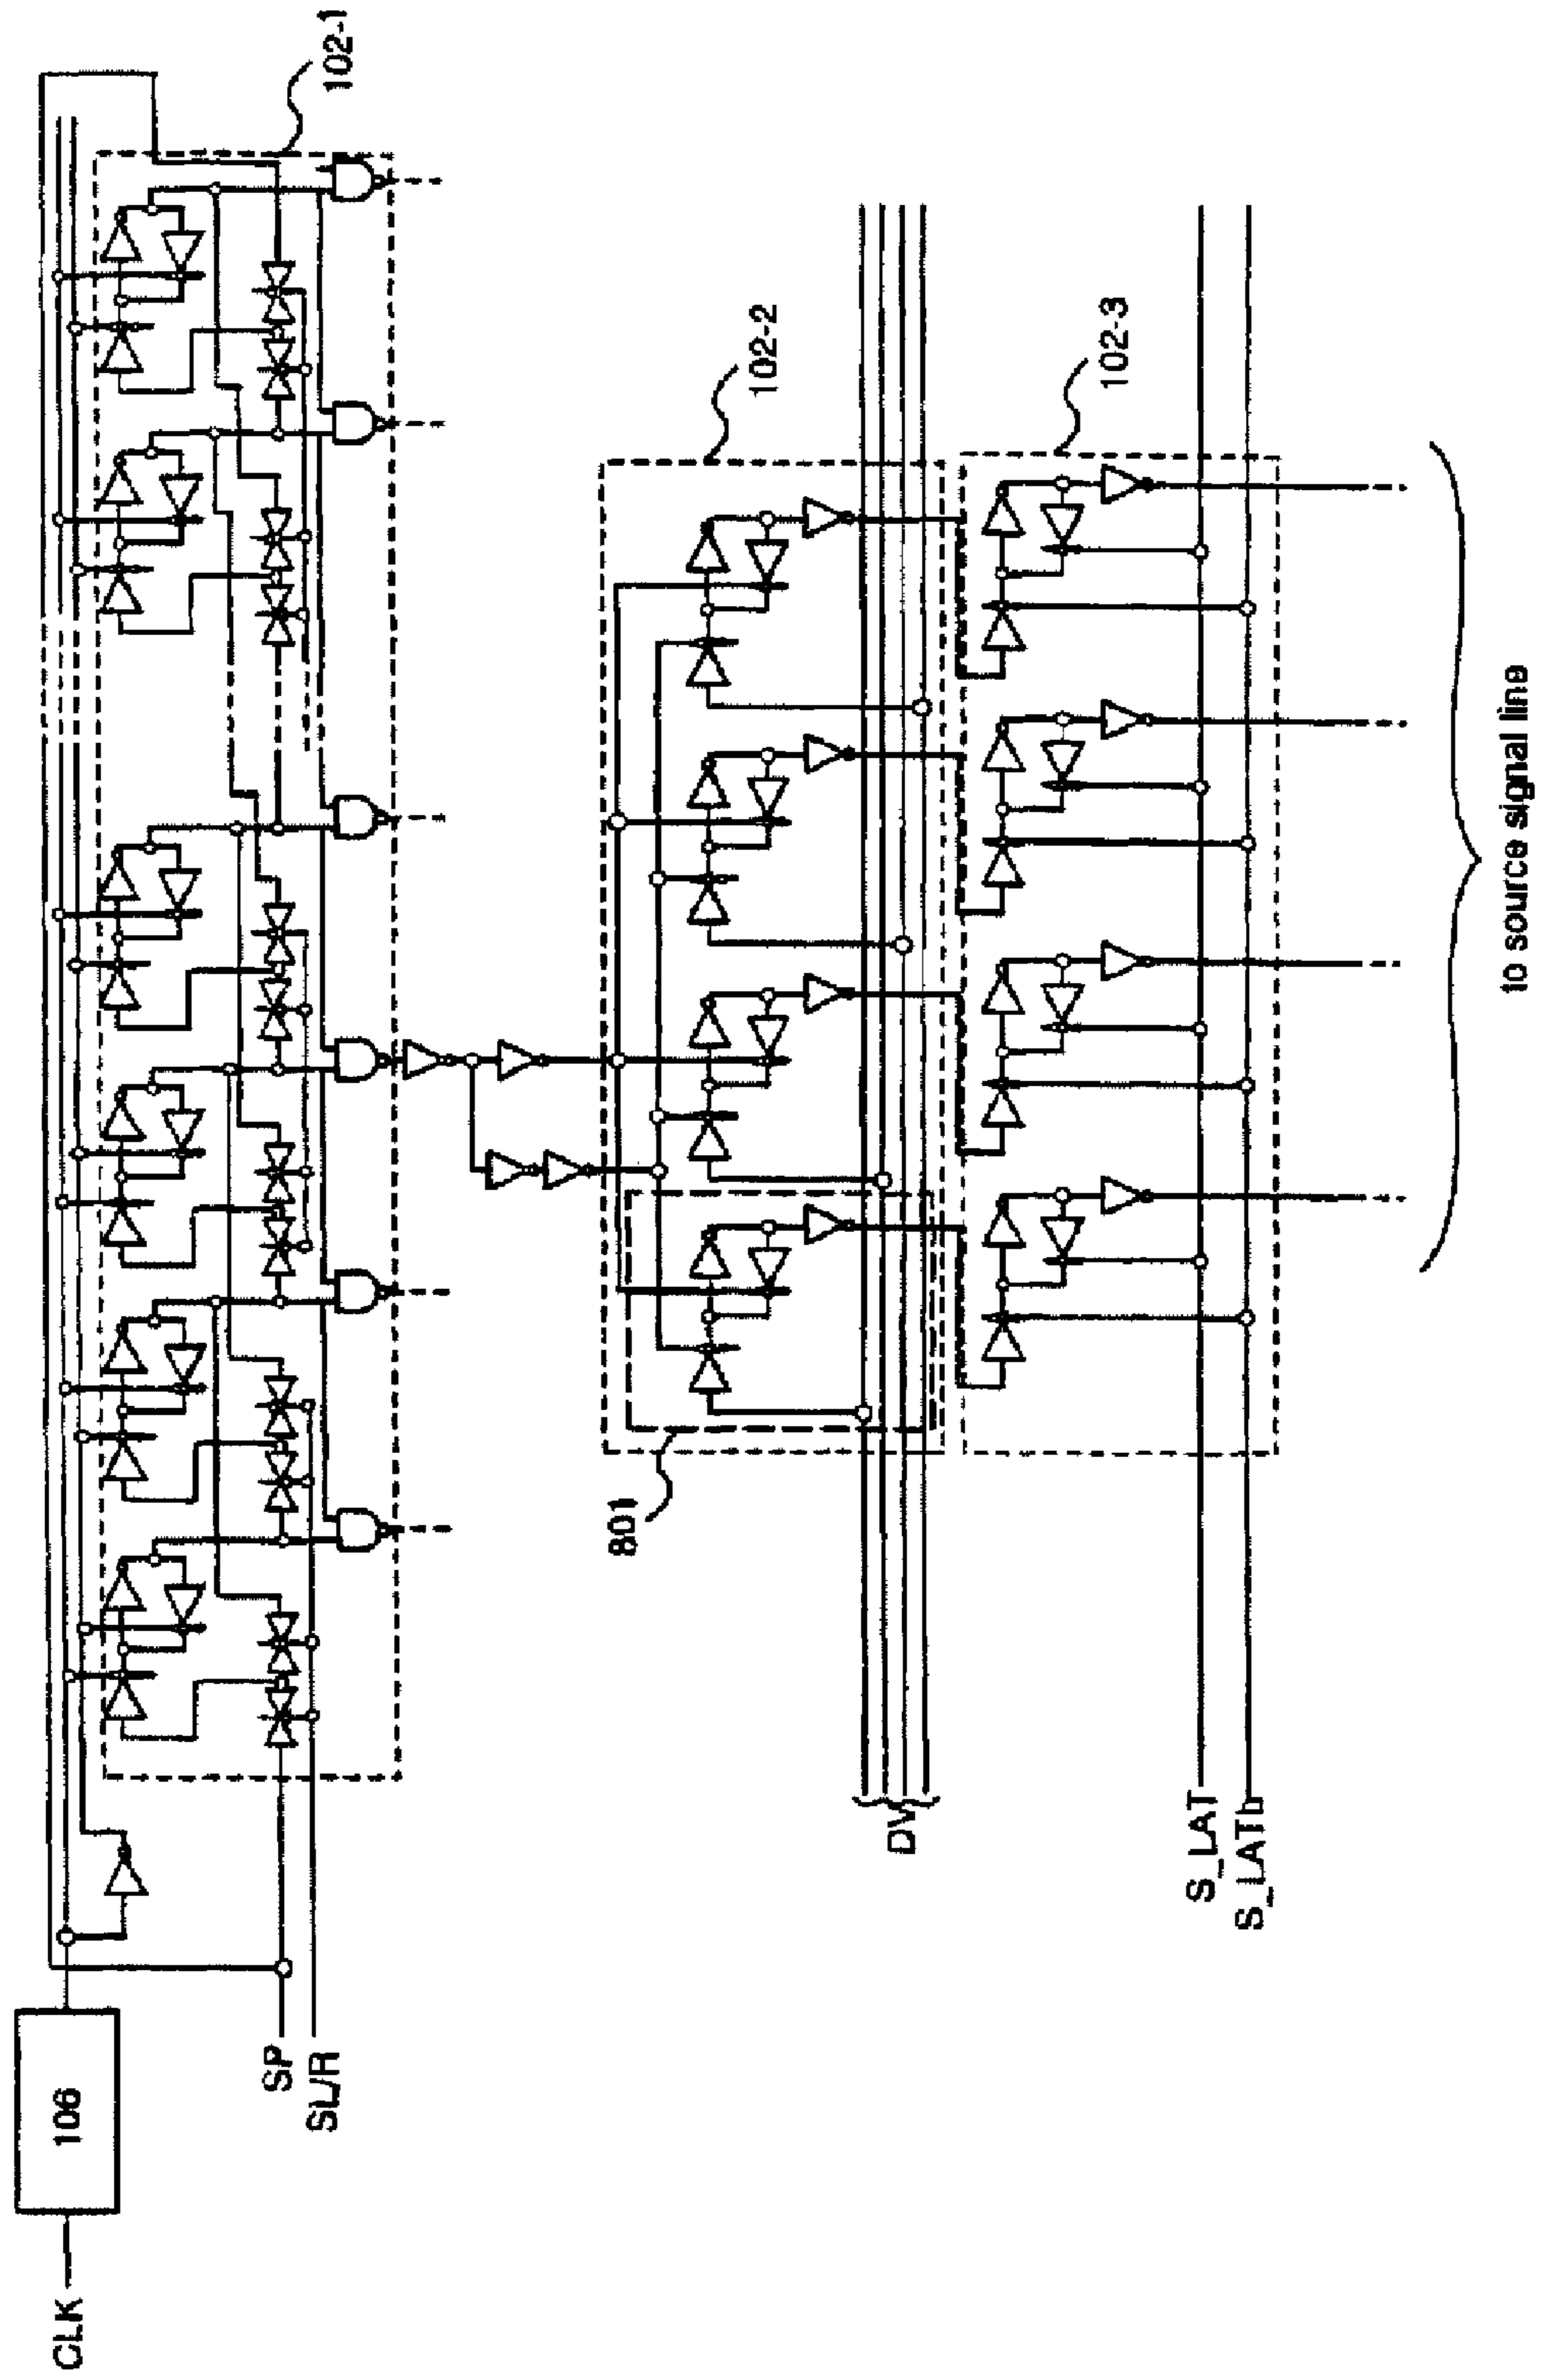 CLK
106
SP
SL/R
102-1
801
102-2
DV
102-3
S_LAT
S_LATb
to source signal line